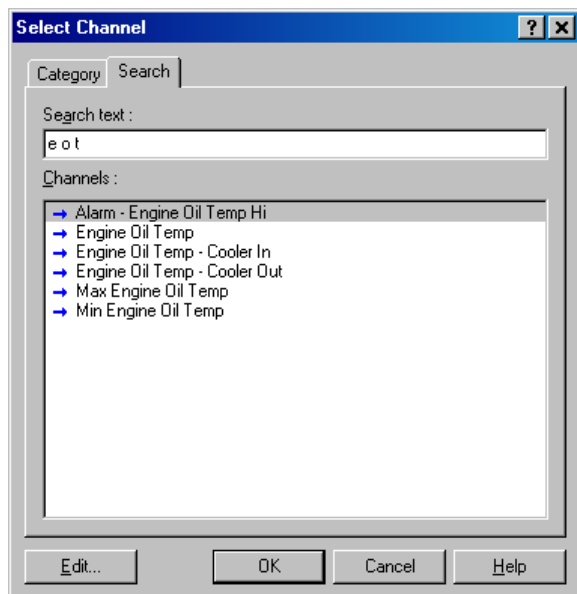 Select Channel
Category Search
Search text :
e o t
Channels :
Alarm - Engine Oil Temp Hi
Engine Oil Temp
Engine Oil Temp - Cooler In
Engine Oil Temp - Cooler Out
Max Engine Oil Temp
Min Engine Oil Temp
Edit... OK Cancel Help